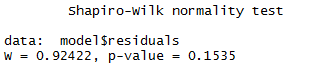 Shapiro-Wilk normality test
data: model$residuals
W = 0.92422, p-value = 0.1535